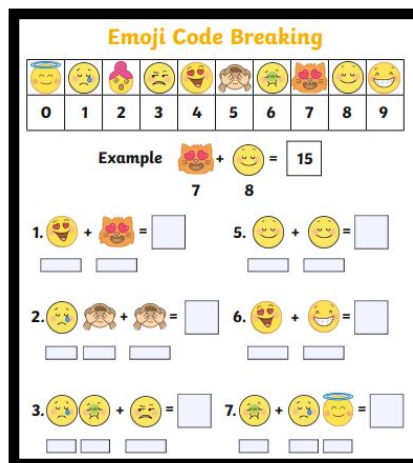 Emoji Code Breaking
0 1 2 3 4 5 6 7 8 9
Example + = 15
7 8
1. + =
5. + =
2. + =
6. + =
3. + =
7. + =